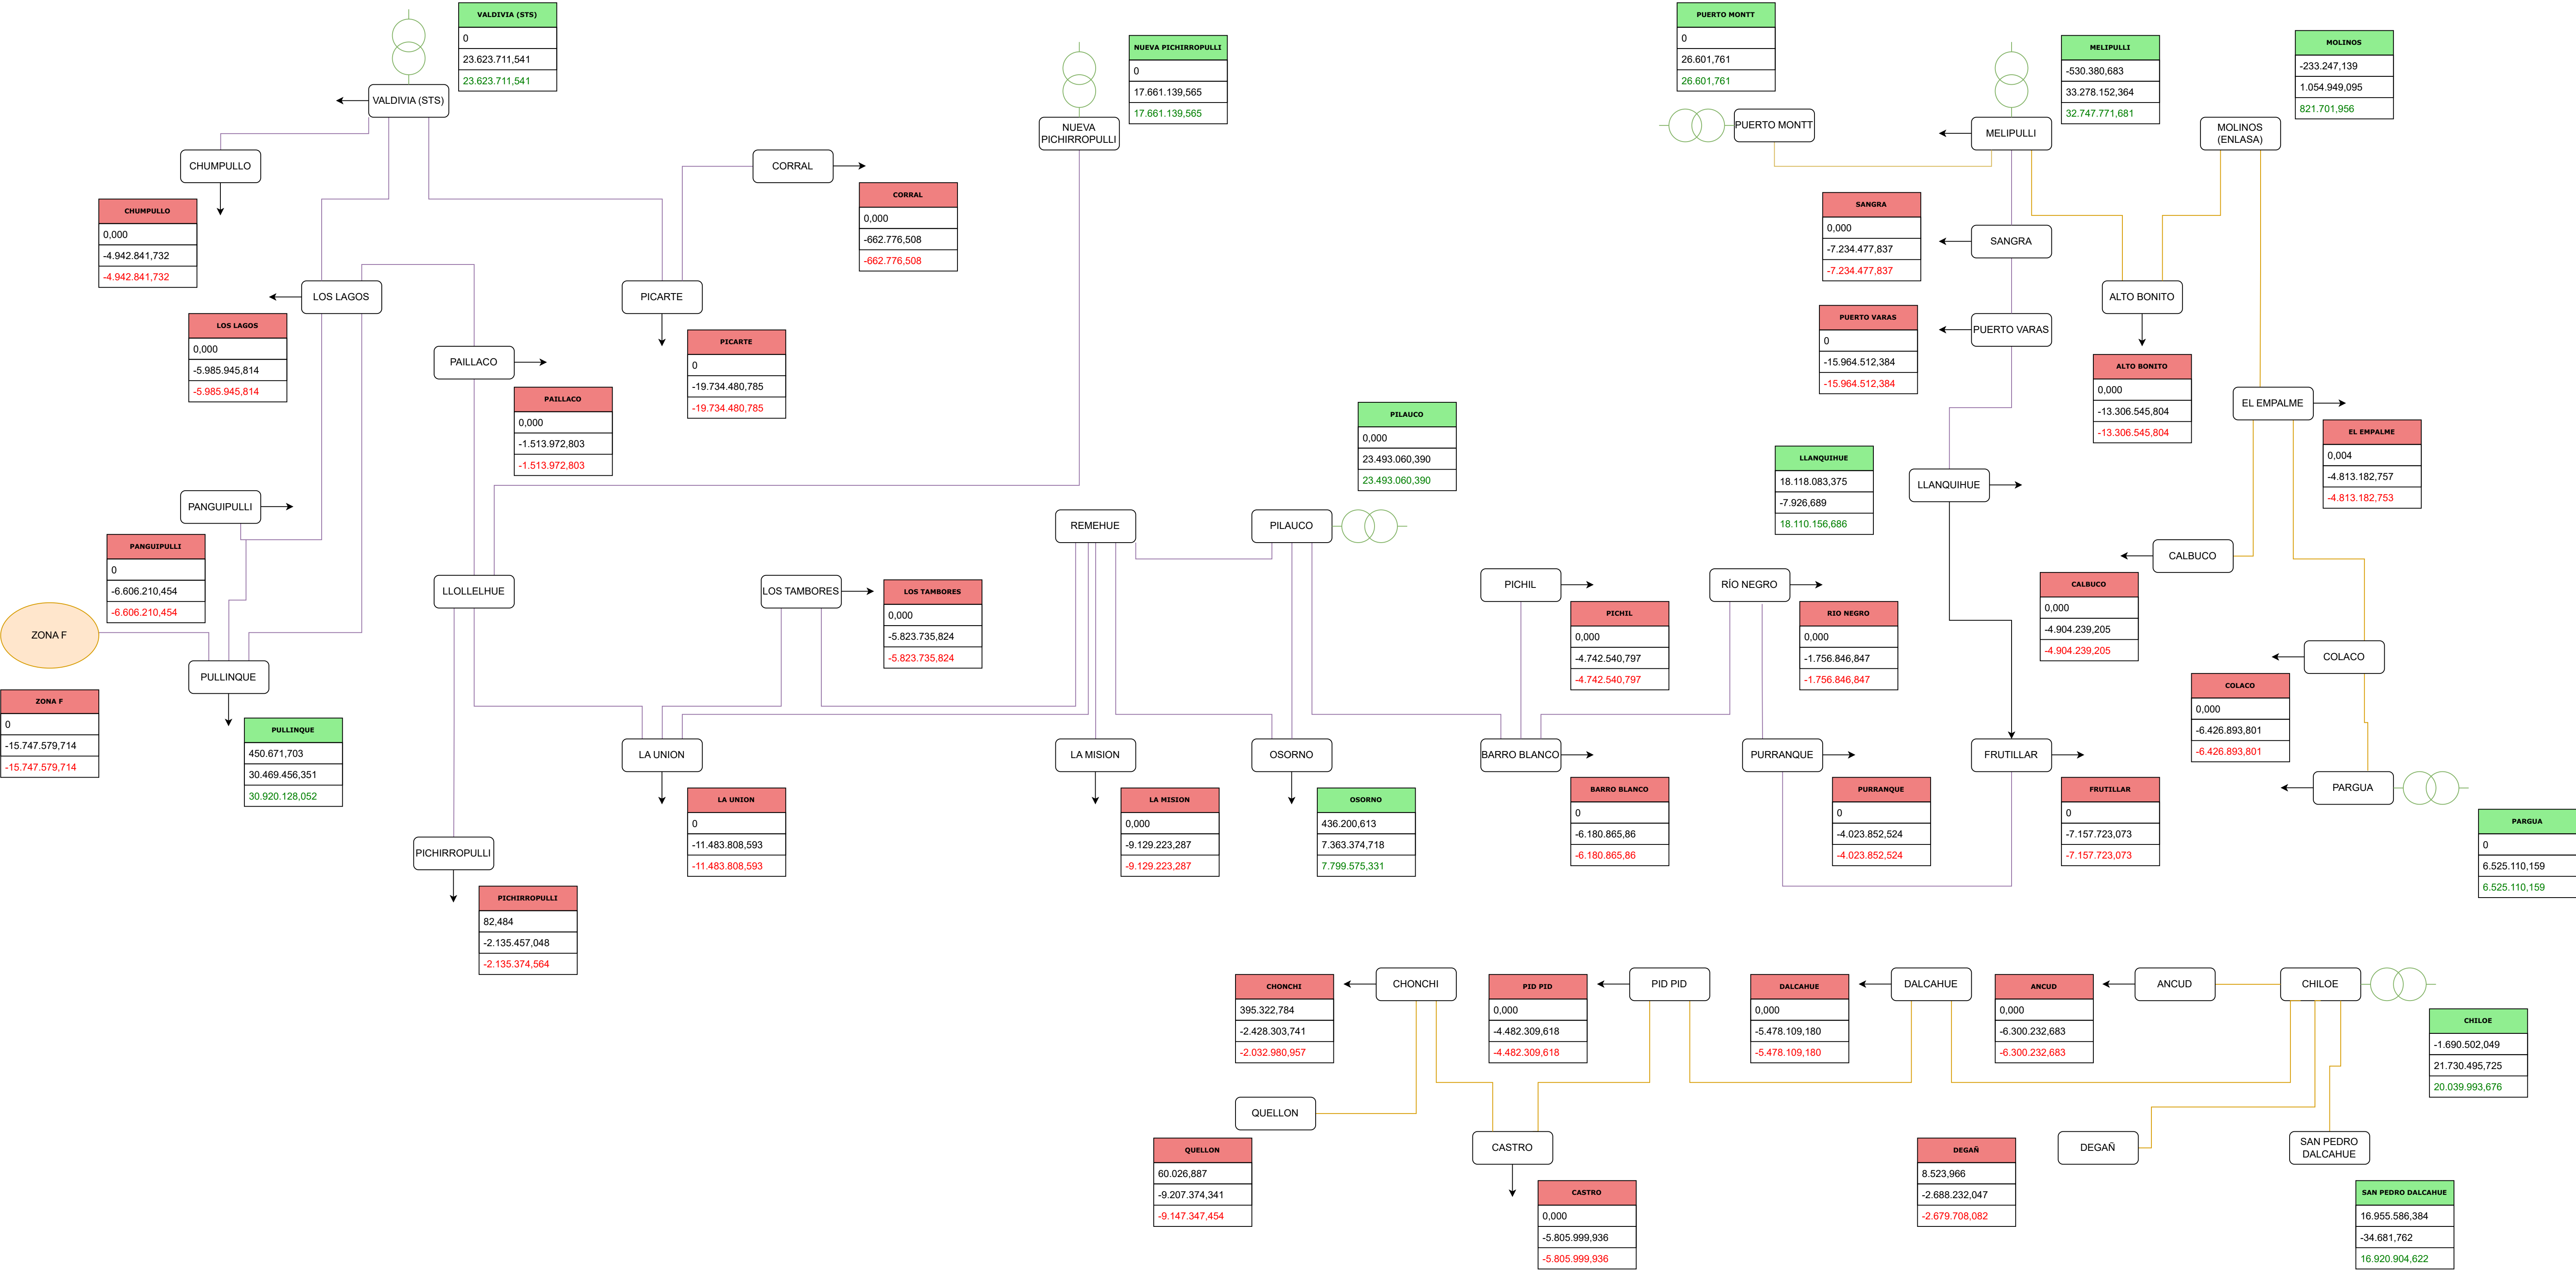 VALDIVIA (STS)
0
23.623.711,541
23.623.711,541
VALDIVIA (STS)
NUEVA PICHIRROPULLI
0
17.661.139,565
17.661.139,565
NUEVA
PICHIRROPULLI
PUERTO MONTT
0
26.601,761
26.601,761
PUERTO MONTT
MELIPULLI
-530.380,683
33.278.152,364
32.747.771,681
MELIPULLI
MOLINOS
-233.247,139
1.054.949,095
821.701,956
MOLINOS
(ENLASA)
CHUMPULLO
CHUMPULLO
0,000
-4.942.841,732
-4.942.841,732
CORRAL
CORRAL
0,000
-662.776,508
-662.776,508
SANGRA
0,000
-7.234.477,837
-7.234.477,837
SANGRA
LOS LAGOS
LOS LAGOS
0,000
-5.985.945,814
-5.985.945,814
PICARTE
PICARTE
0
-19.734.480,785
-19.734.480,785
PUERTO VARAS
0
-15.964.512,384
-15.964.512,384
PUERTO VARAS
ALTO BONITO
ALTO BONITO
0,000
-13.306.545,804
-13.306.545,804
PAILLACO
PAILLACO
0,000
-1.513.972,803
-1.513.972,803
PILAUCO
0,000
23.493.060,390
23.493.060,390
EL EMPALME
EL EMPALME
0,004
-4.813.182,757
-4.813.182,753
LLANQUIHUE
18.118.083,375
-7.926,689
18.110.156,686
LLANQUIHUE
PANGUIPULLI
PANGUIPULLI
0
-6.606.210,454
-6.606.210,454
REMEHUE
PILAUCO
CALBUCO
CALBUCO
0,000
-4.904.239,205
-4.904.239,205
ZONA F
ZONA F
0
-15.747.579,714
-15.747.579,714
LLOLLELHUE
LOS TAMBORES
LOS TAMBORES
0,000
-5.823.735,824
-5.823.735,824
PICHIL
PICHIL
0,000
-4.742.540,797
-4.742.540,797
RÍO NEGRO
RIO NEGRO
0,000
-1.756.846,847
-1.756.846,847
COLACO
COLACO
0,000
-6.426.893,801
-6.426.893,801
PULLINQUE
PULLINQUE
450.671,703
30.469.456,351
30.920.128,052
LA UNION
LA UNION
0
-11.483.808,593
-11.483.808,593
LA MISION
LA MISION
0,000
-9.129.223,287
-9.129.223,287
OSORNO
OSORNO
436.200,613
7.363.374,718
7.799.575,331
BARRO BLANCO
BARRO BLANCO
0
-6.180.865,86
-6.180.865,86
PURRANQUE
PURRANQUE
0
-4.023.852,524
-4.023.852,524
FRUTILLAR
FRUTILLAR
0
-7.157.723,073
-7.157.723,073
PARGUA
PARGUA
0
6.525.110,159
6.525.110,159
PICHIRROPULLI
PICHIRROPULLI
82,484
-2.135.457,048
-2.135.374,564
CHONCHI
395.322,784
-2.428.303,741
-2.032.980,957
CHONCHI
PID PID
0,000
-4.482.309,618
-4.482.309,618
PID PID
DALCAHUE
0,000
-5.478.109,180
-5.478.109,180
DALCAHUE
ANCUD
0,000
-6.300.232,683
-6.300.232,683
ANCUD
CHILOE
CHILOE
-1.690.502,049
21.730.495,725
20.039.993,676
QUELLON
QUELLON
60.026,887
-9.207.374,341
-9.147.347,454
CASTRO
CASTRO
0,000
-5.805.999,936
-5.805.999,936
DEGAÑ
8.523,966
-2.688.232,047
-2.679.708,082
DEGAÑ
SAN PEDRO
DALCAHUE
SAN PEDRO DALCAHUE
16.955.586,384
-34.681,762
16.920.904,622